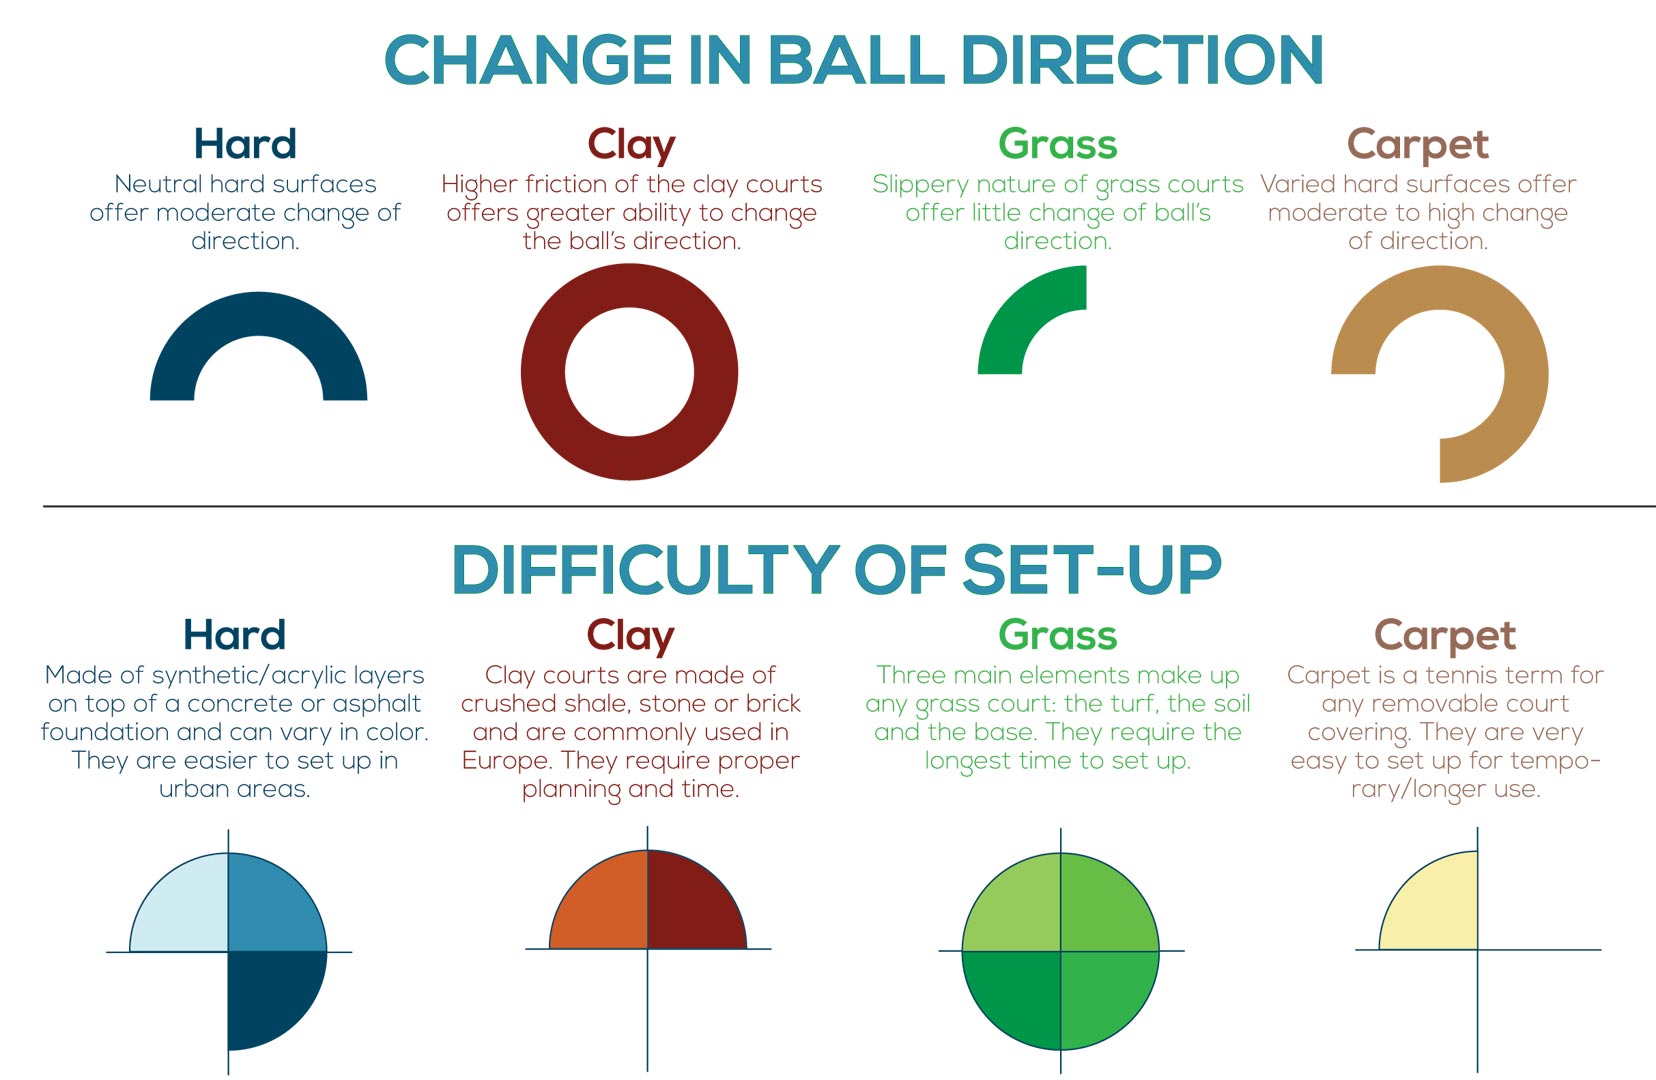 CHANGE IN BALL DIRECTION
Hard
Neutral hard surfaces
offer moderate change of
direction.
Clay
Higher friction of the clay courts
offers greater ability to change
the ball's direction.
Grass
Slippery nature of grass courts
offer little change of ball's
direction.
Carpet
Varied hard surfaces offer
moderate to high change
of direction.
DIFFICULTY OF SET-UP
Hard
Made of synthetic/acrylic layers
on top of a concrete or asphalt
foundation and can vary in color.
They are easier to set up in
urban areas.
Clay
Clay courts are made of
crushed shale, stone or brick
and are commonly used in
Europe. They require proper
planning and time.
Grass
Three main elements make up
any grass court: the turf, the soil
and the base. They require the
longest time to set up.
Carpet
Carpet is a tennis term for
any removable court
covering. They are very
easy to set up for tempo-
rary/longer use.